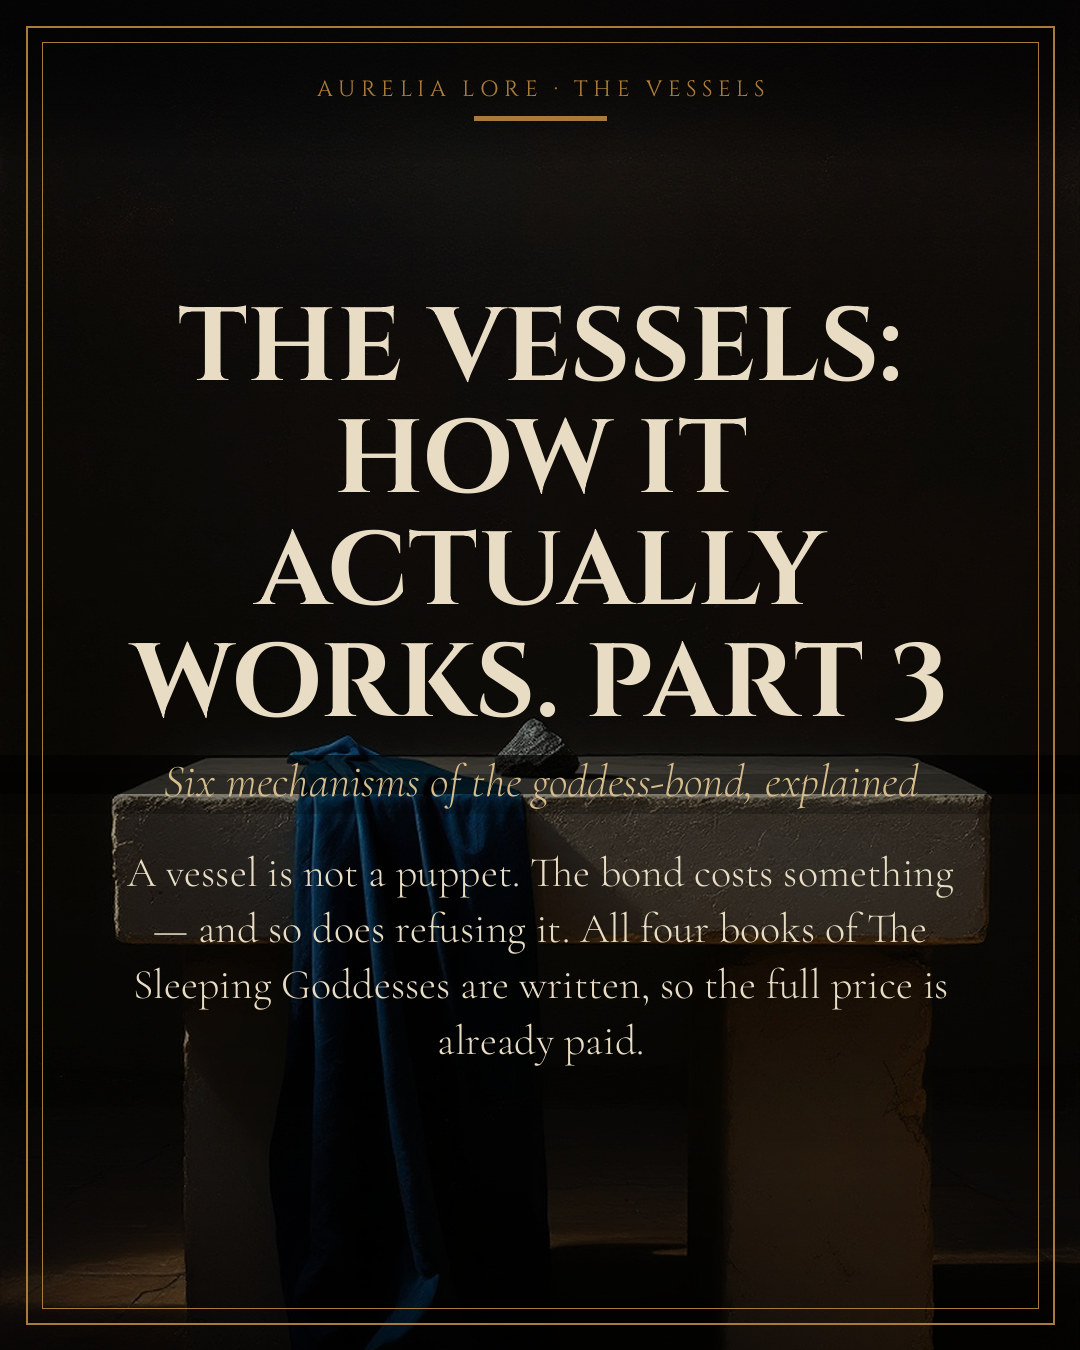 AURELIA LORE · THE VESSELS
THE VESSELS:
HOW IT
ACTUALLY
WORKS. PART 3
Six mechanisms of the goddess-bond, explained
A vessel is not a puppet. The bond costs something
— and so does refusing it. All four books of The
Sleeping Goddesses are written, so the full price is
already paid.